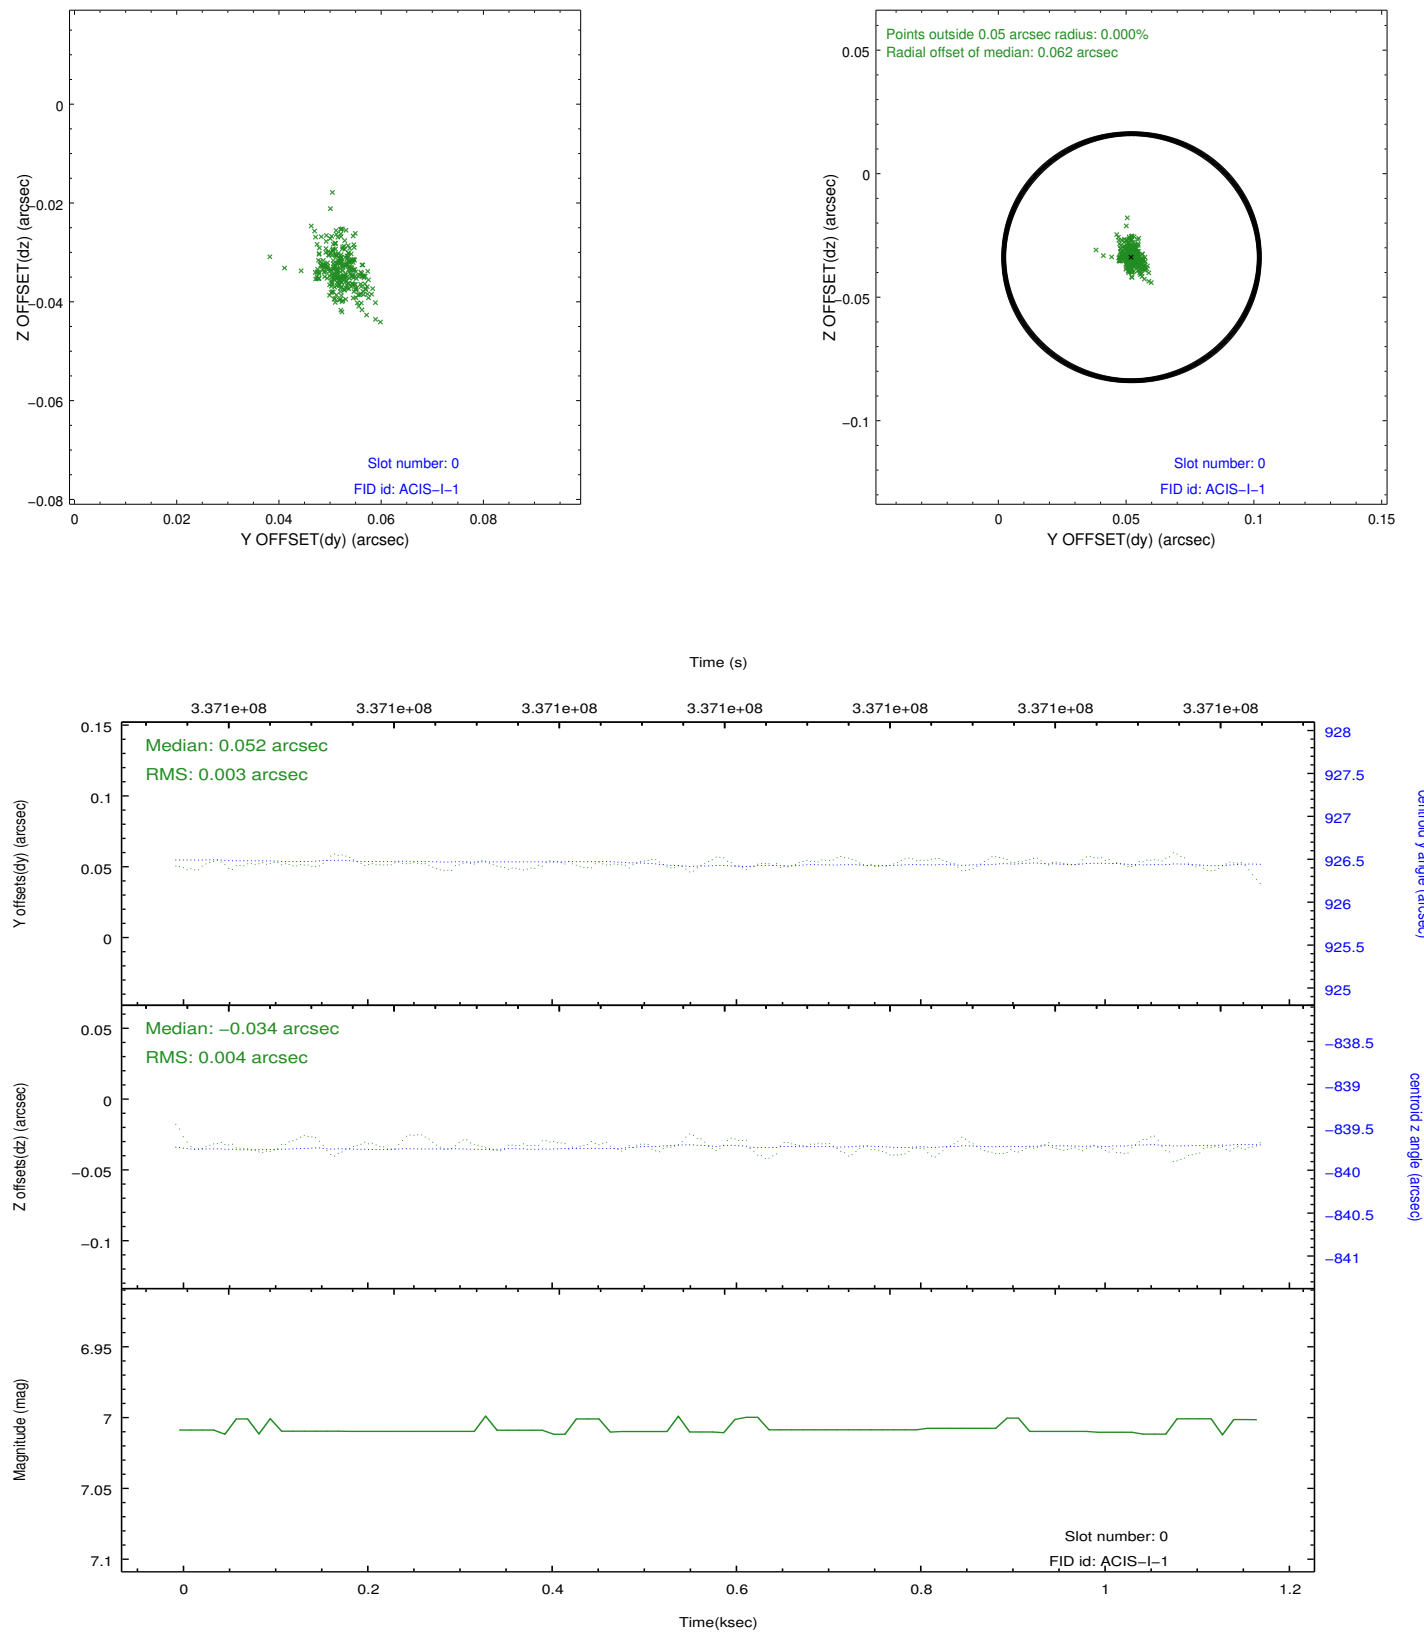 0
−0.02
−0.04
−0.06
−0.08
Z OFFSET(dz) (arcsec)
Slot number: 0
FID id: ACIS−I−1
0 0.02 0.04 0.06 0.08
Y OFFSET(dy) (arcsec)
Points outside 0.05 arcsec radius: 0.000%
Radial offset of median: 0.062 arcsec
0.05
0
−0.05
−0.1
Z OFFSET(dz) (arcsec)
Slot number: 0
FID id: ACIS−I−1
0 0.05 0.1 0.15
Y OFFSET(dy) (arcsec)
Time (s)
3.371e+08 3.371e+08 3.371e+08 3.371e+08 3.371e+08 3.371e+08 3.371e+08
Median: 0.052 arcsec
RMS: 0.003 arcsec
0.15
0.1
0.05
0
Y offsets(dy) (arcsec)
928
927.5
927
926.5
926
925.5
925
centroid y angle (arcsec)
Median: −0.034 arcsec
RMS: 0.004 arcsec
0.05
0
−0.05
−0.1
Z offsets(dz) (arcsec)
−838.5
−839
−839.5
−840
−840.5
−841
centroid z angle (arcsec)
6.95
7
7.05
7.1
Magnitude (mag)
Slot number: 0
FID id: ACIS−I−1
0 0.2 0.4 0.6 0.8 1 1.2
Time(ksec)